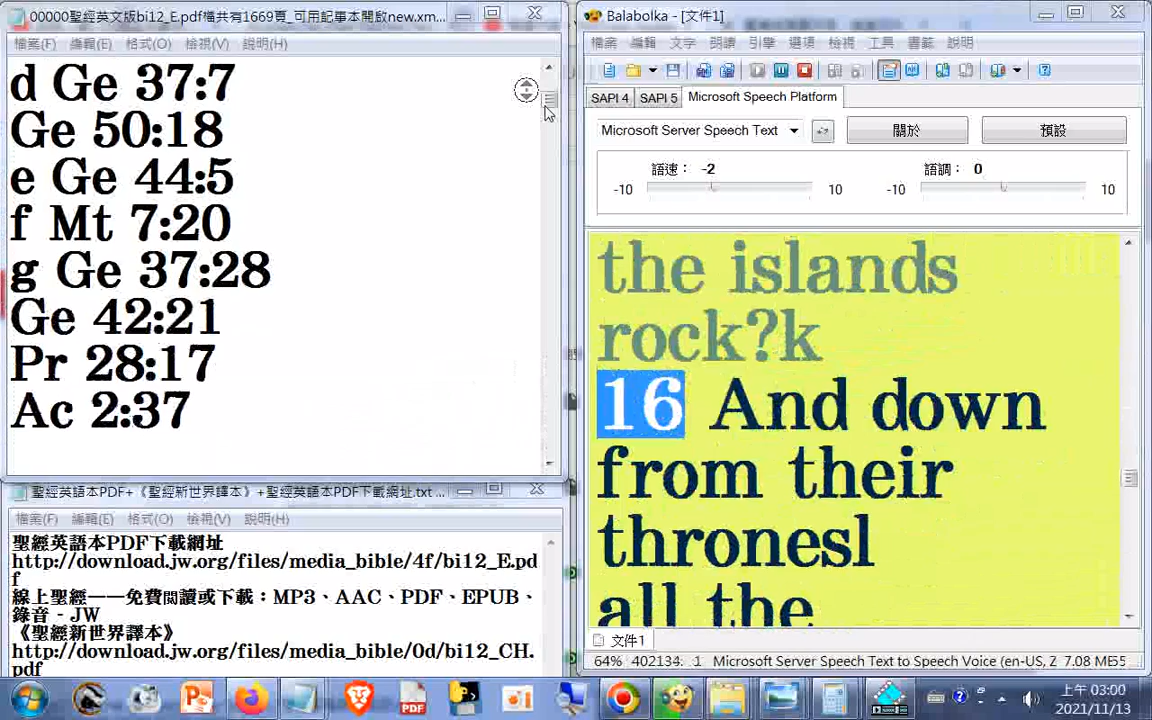 00000聖經英文版bi12_E.pdf檔共有1669頁_可用記事本開啟new.xm...
檔案(F) 編輯(E) 格式(O) 檢視(V) 說明(H)
d Ge 37:7
Ge 50:18
e Ge 44:5
f Mt 7:20
g Ge 37:28
Ge 42:21
Pr 28:17
Ac 2:37
聖經英語本PDF+《聖經新世界譯本》+聖經英語本PDF下載網址.txt ...
檔案(F) 編輯(E) 格式(O) 檢視(V) 說明(H)
聖經英語本PDF下載網址
http://download.jw.org/files/media_bible/4f/bi12_E.pd
f
線上聖經——免費閱讀或下載：MP3、AAC、PDF、EPUB、
錄音 - JW
《聖經新世界譯本》
http://download.jw.org/files/media_bible/0d/bi12_CH.
pdf
Balabolka - [文件1]
檔案 編輯 文字 朗讀 引擎 選項 檢視 工具 書籤 說明
SAPI 4 SAPI 5 Microsoft Speech Platform
Microsoft Server Speech Text 關於 預設
語速： -2 語調： 0
-10 10 -10 10
the islands
rock?k
16 And down
from their
thronesl
all the
文件1
64% 402134: 1 Microsoft Server Speech Text to Speech Voice (en-US, Z 7.08 ME55
上午 03:00
2021/11/13